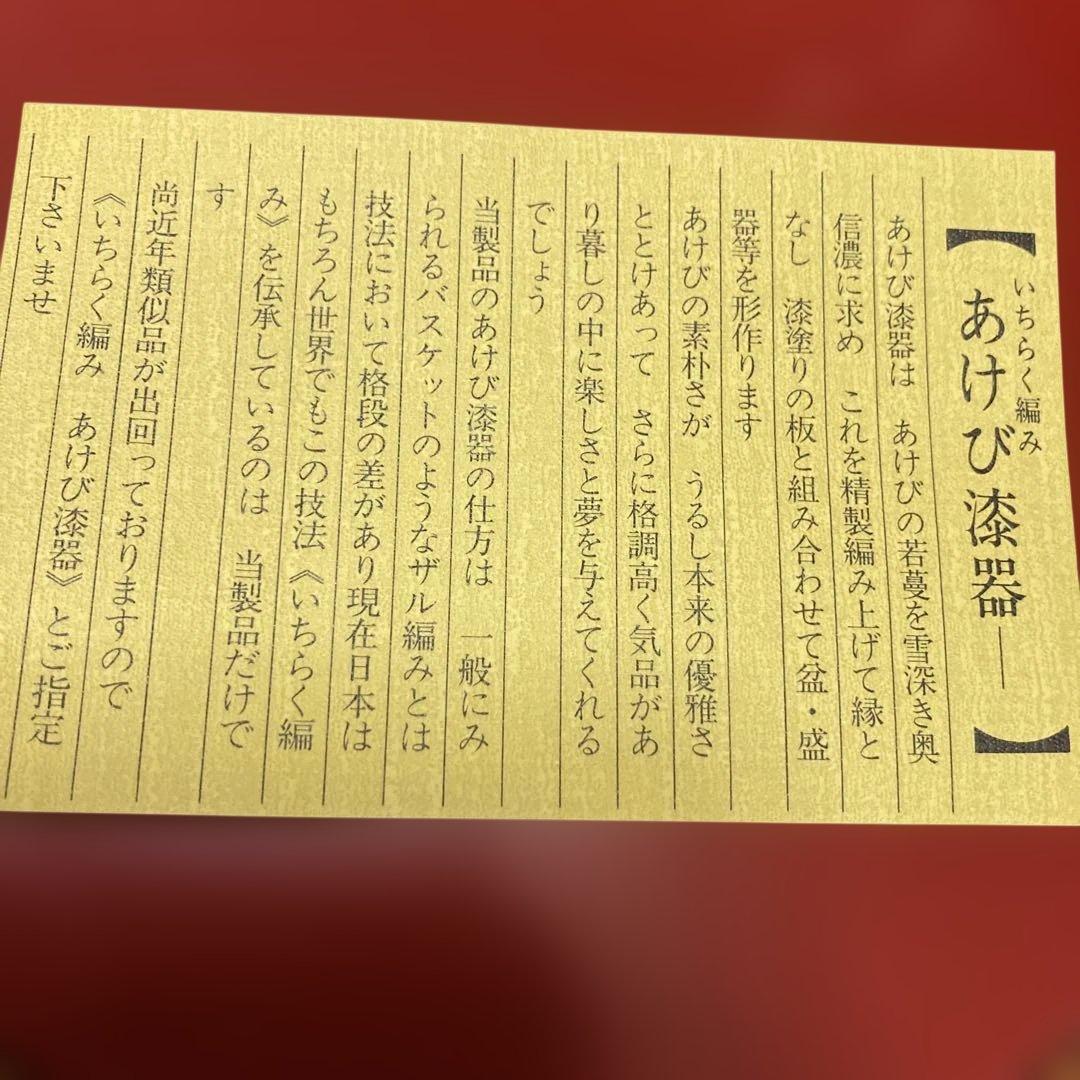 いちらく編み
【あけび漆器―】
あけび漆器は　あけびの若蔓を雪深き奥
信濃に求め　これを精製編み上げて縁と
なし　漆塗りの板と組み合わせて盆・盛
器等を形作ります
あけびの素朴さが　うるし本来の優雅さ
ととけあって　さらに格調高く気品があ
り暮しの中に楽しさと夢を与えてくれる
でしょう
当製品のあけび漆器の仕方は　一般にみ
られるバスケットのようなザル編みとは
技法において格段の差があり現在日本は
もちろん世界でもこの技法《いちらく編
み》を伝承しているのは　当製品だけで
す
尚近年類似品が出回っておりますので
《いちらく編み　あけび漆器》とご指定
下さいませ